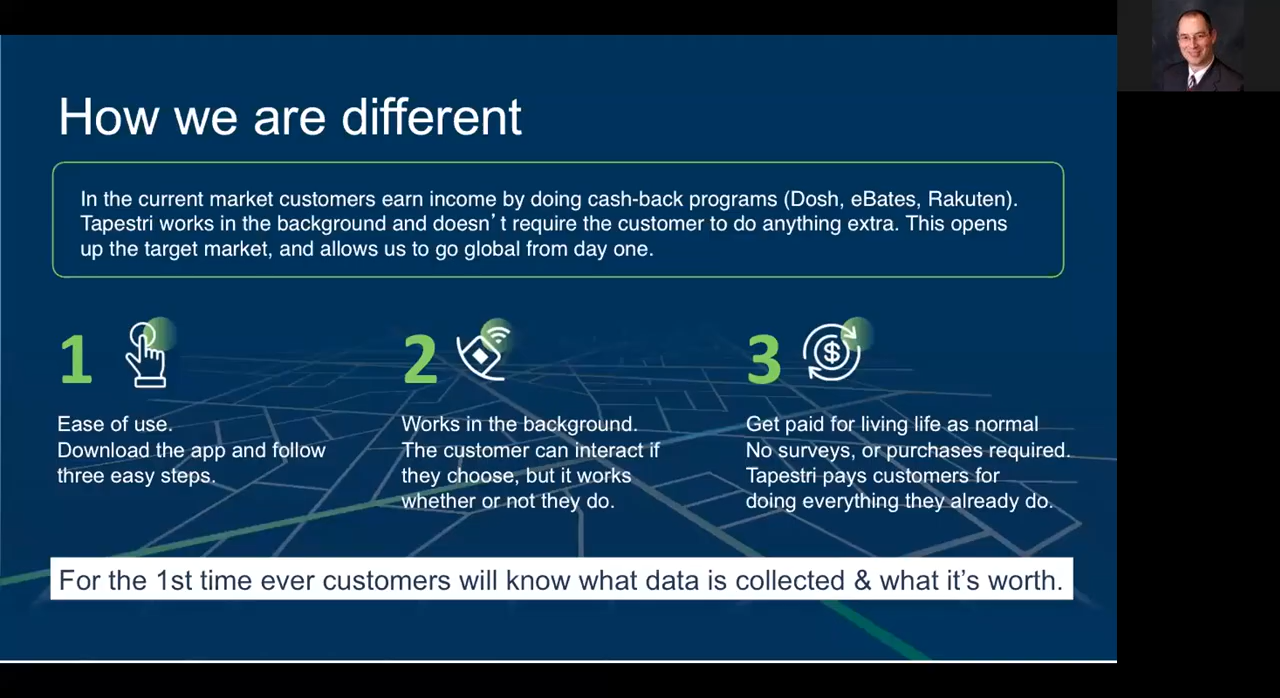 How we are different
In the current market customers earn income by doing cash-back programs (Dosh, eBates, Rakuten).
Tapestri works in the background and doesn’t require the customer to do anything extra. This opens
up the target market, and allows us to go global from day one.
1
Ease of use.
Download the app and follow
three easy steps.
2
Works in the background.
The customer can interact if
they choose, but it works
whether or not they do.
3
$
Get paid for living life as normal
No surveys, or purchases required.
Tapestri pays customers for
doing everything they already do.
For the 1st time ever customers will know what data is collected & what it’s worth.